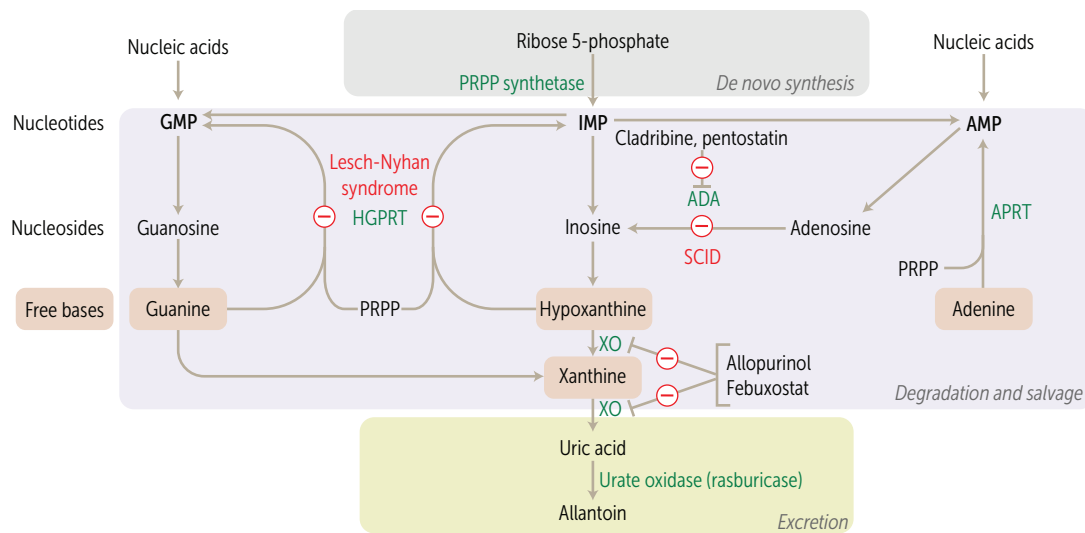 Nucleic acids
Ribose 5-phosphate
Nucleic acids
PRPP synthetase
De novo synthesis
Nucleotides
GMP
IMP
AMP
Cladribine, pentostatin
Lesch-Nyhan
syndrome
HGPRT
ADA
APRT
Nucleosides
Guanosine
Inosine
Adenosine
SCID
PRPP
Free bases
Guanine
PRPP
Hypoxanthine
Adenine
XO
Allopurinol
Febuxostat
Xanthine
Degradation and salvage
XO
Uric acid
Urate oxidase (rasburicase)
Allantoin
Excretion